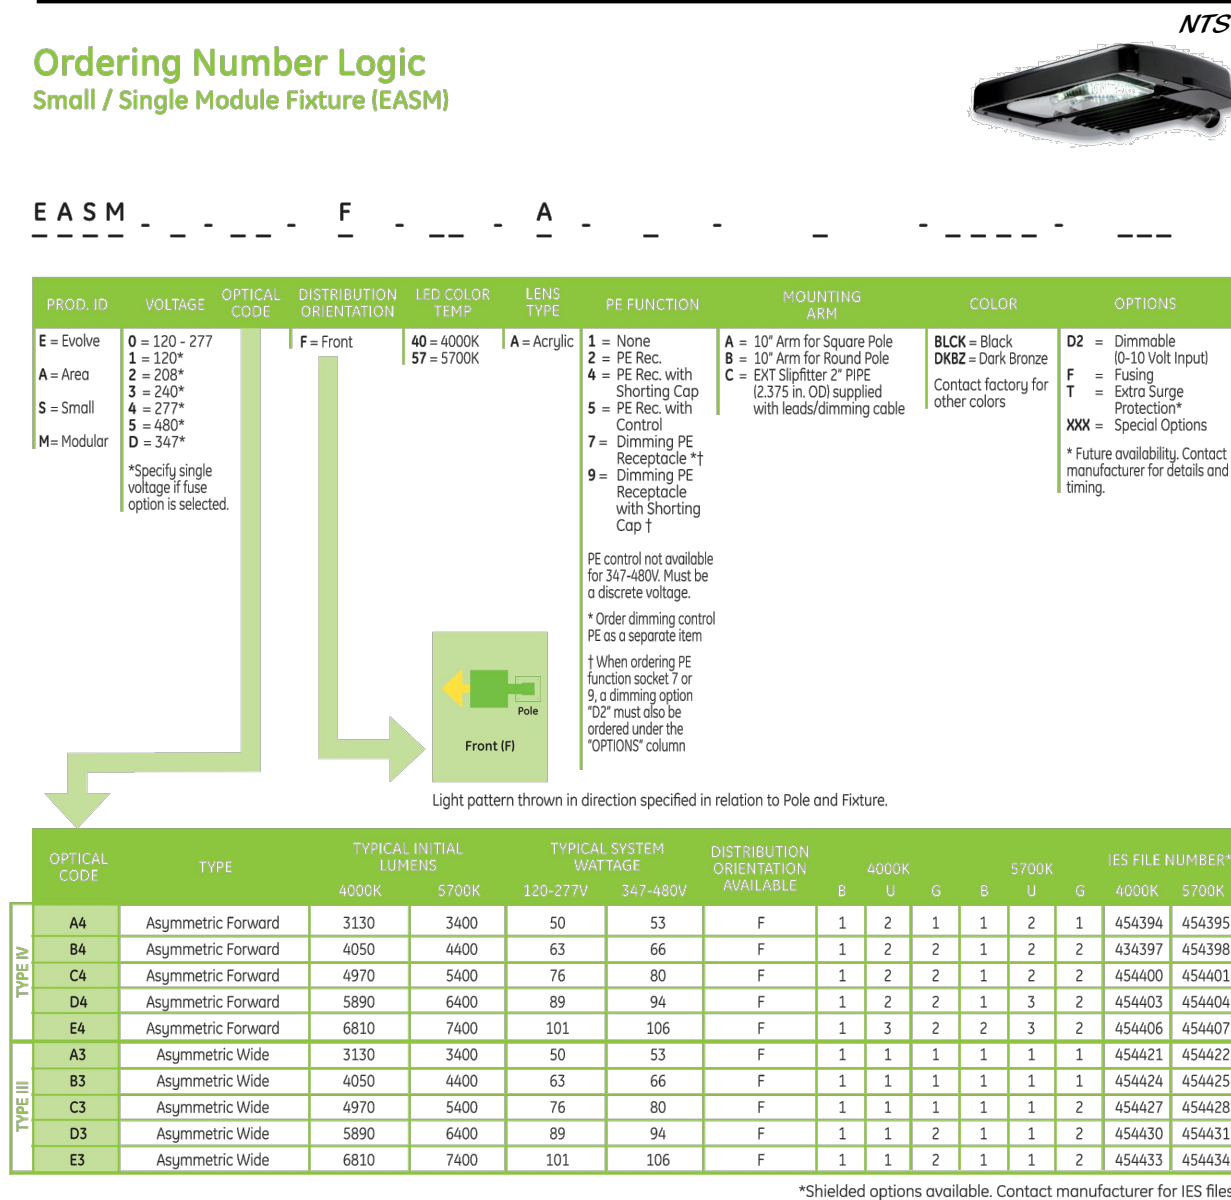 NTS
Ordering Number Logic
Small / Single Module Fixture (EASM)
E A S M - _ - _ _ - F - _ _ - A - _ - _ - _ _ _ _ - _ _ _
PROD. ID VOLTAGE OPTICAL CODE DISTRIBUTION ORIENTATION LED COLOR TEMP LENS TYPE PE FUNCTION MOUNTING ARM COLOR OPTIONS
E = Evolve
A = Area
S = Small
M = Modular
0 = 120 - 277
1 = 120*
2 = 208*
3 = 240*
4 = 277*
5 = 480*
D = 347*
*Specify single
voltage if fuse
option is selected.
F = Front
40 = 4000K
57 = 5700K
A = Acrylic
1 = None
2 = PE Rec.
4 = PE Rec. with
Shorting Cap
5 = PE Rec. with
Control
7 = Dimming PE
Receptacle *†
9 = Dimming PE
Receptacle
with Shorting
Cap †
PE control not available
for 347-480V. Must be
a discrete voltage.
* Order dimming control
PE as a separate item
† When ordering PE
function socket 7 or
9, a dimming option
"D2" must also be
ordered under the
"OPTIONS" column
A = 10" Arm for Square Pole
B = 10" Arm for Round Pole
C = EXT Slipfitter 2" PIPE
(2.375 in. OD) supplied
with leads/dimming cable
BLCK = Black
DKBZ = Dark Bronze
Contact factory for
other colors
D2 = Dimmable
(0-10 Volt Input)
F = Fusing
T = Extra Surge
Protection*
XXX = Special Options
* Future availability. Contact
manufacturer for details and
timing.
Pole
Front (F)
Light pattern thrown in direction specified in relation to Pole and Fixture.
OPTICAL CODE TYPE TYPICAL INITIAL LUMENS TYPICAL SYSTEM WATTAGE DISTRIBUTION ORIENTATION AVAILABLE 4000K 5700K IES FILE NUMBER*
4000K 5700K 120-277V 347-480V B U G B U G 4000K 5700K
TYPE IV
A4 Asymmetric Forward 3130 3400 50 53 F 1 2 1 1 2 1 454394 454395
B4 Asymmetric Forward 4050 4400 63 66 F 1 2 2 1 2 2 434397 454398
C4 Asymmetric Forward 4970 5400 76 80 F 1 2 2 1 2 2 454400 454401
D4 Asymmetric Forward 5890 6400 89 94 F 1 2 2 1 3 2 454403 454404
E4 Asymmetric Forward 6810 7400 101 106 F 1 3 2 2 3 2 454406 454407
TYPE III
A3 Asymmetric Wide 3130 3400 50 53 F 1 1 1 1 1 1 454421 454422
B3 Asymmetric Wide 4050 4400 63 66 F 1 1 1 1 1 1 454424 454425
C3 Asymmetric Wide 4970 5400 76 80 F 1 1 1 1 1 2 454427 454428
D3 Asymmetric Wide 5890 6400 89 94 F 1 1 2 1 1 2 454430 454431
E3 Asymmetric Wide 6810 7400 101 106 F 1 1 2 1 1 2 454433 454434
*Shielded options available. Contact manufacturer for IES files